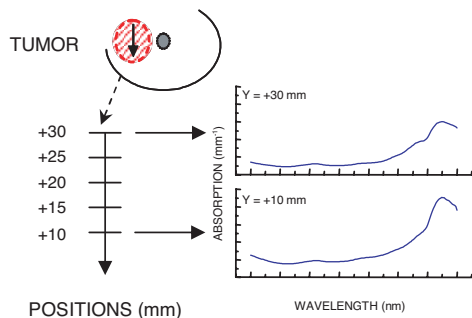 TUMOR
+30
+25
+20
+15
+10
POSITIONS (mm)
Y = +30 mm
Y = +10 mm
ABSORPTION (mm⁻¹)
WAVELENGTH (nm)